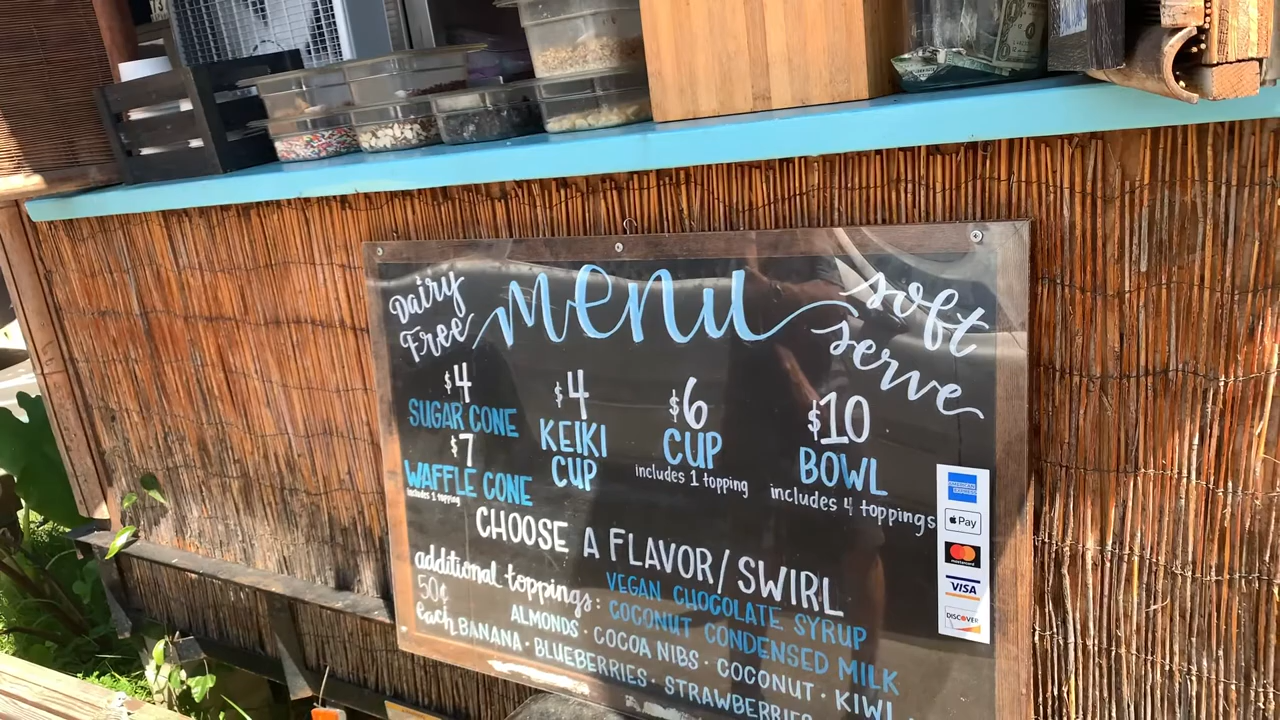 Dairy Free menu soft serve
$4 SUGAR CONE
$7 WAFFLE CONE
includes 1 topping
$4 KEIKI CUP
$6 CUP
includes 1 topping
$10 BOWL
includes 4 toppings
CHOOSE A FLAVOR/SWIRL
additional toppings:
50¢ each
VEGAN CHOCOLATE SYRUP
COCONUT CONDENSED MILK
ALMONDS · COCOA NIBS · COCONUT · KIWI
BANANA · BLUEBERRIES · STRAWBERRIES
AMERICAN EXPRESS
Pay
mastercard
VISA
DISCOVER